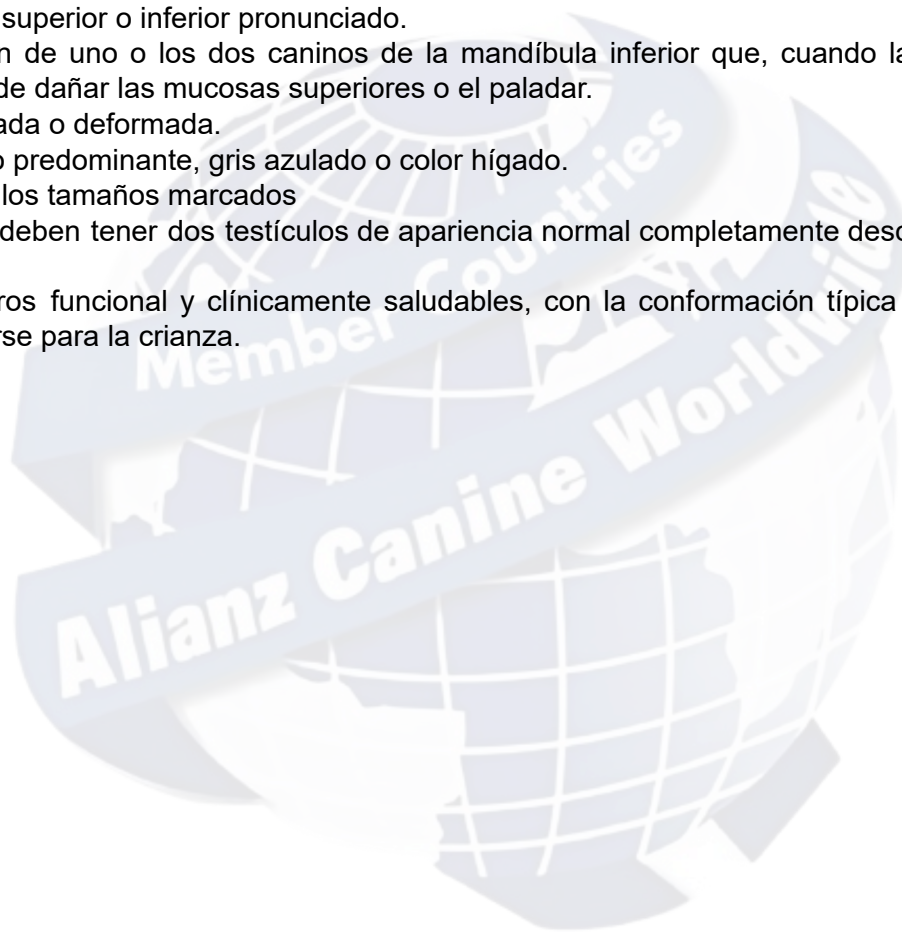 superior o inferior pronunciado.
n de uno o los dos caninos de la mandíbula inferior que, cuando la
de dañar las mucosas superiores o el paladar.
ada o deformada.
o predominante, gris azulado o color hígado.
los tamaños marcados
deben tener dos testículos de apariencia normal completamente desc
ros funcional y clínicamente saludables, con la conformación típica
rse para la crianza.
Member Countries
Alianz Canine Worldwide